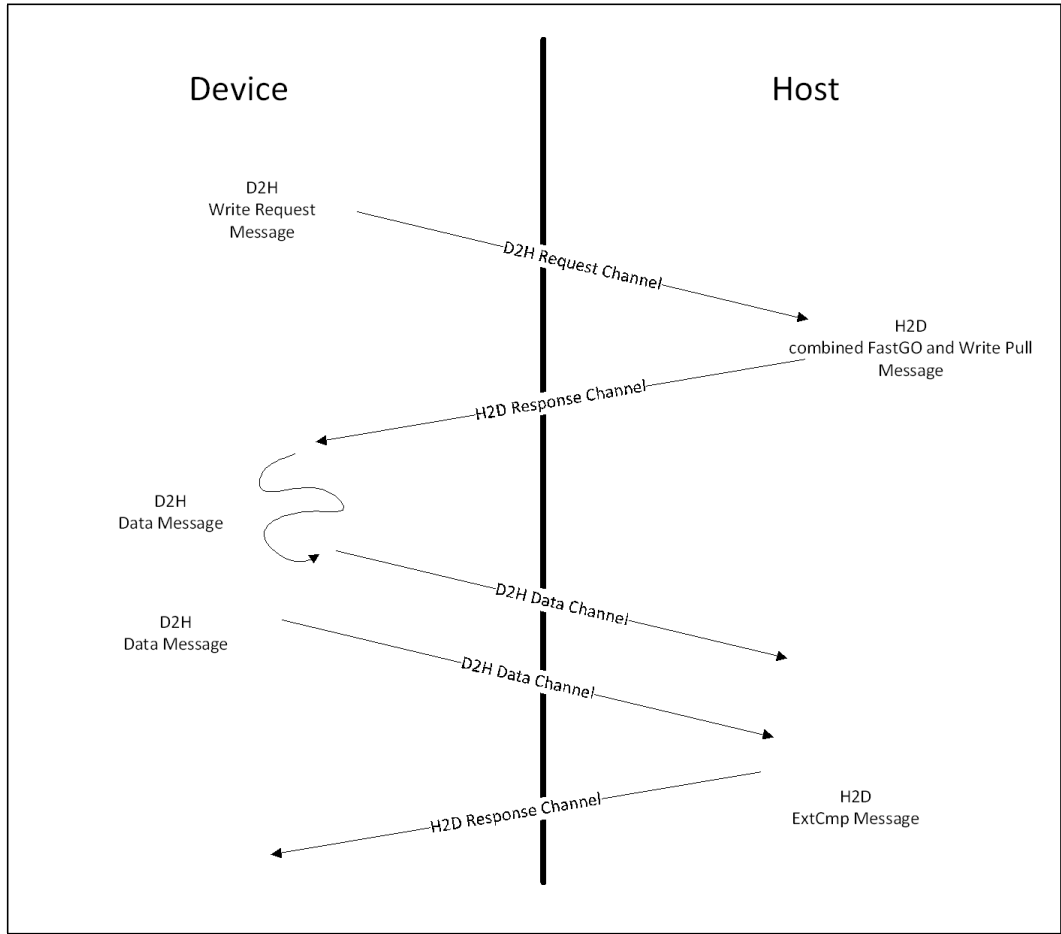 Device
Host
D2H
Write Request
Message
D2H Request Channel
H2D
combined FastGO and Write Pull
Message
H2D Response Channel
D2H
Data Message
D2H Data Channel
D2H
Data Message
D2H Data Channel
H2D
ExtCmp Message
H2D Response Channel